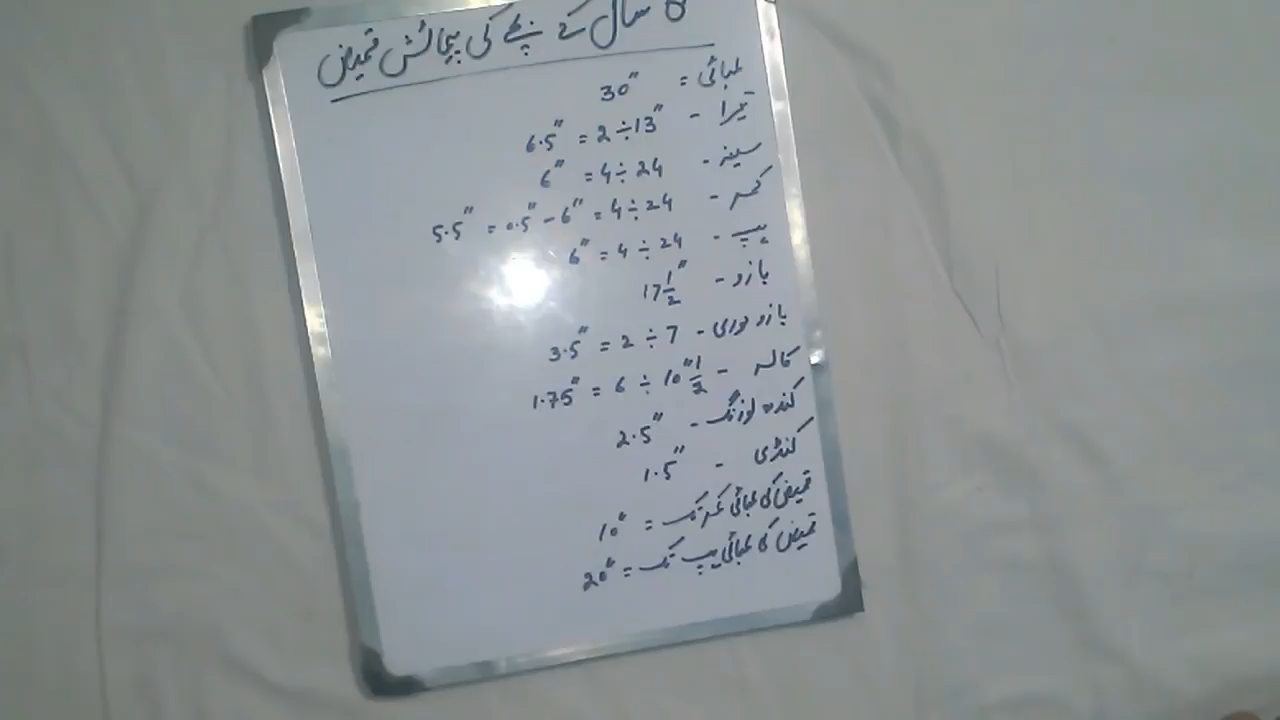 سال کے بچے کی پیمائش قمیض
لمبائی = 30"
تیرا - 13" ÷ 2 = 6.5"
سینہ - 24 ÷ 4 = 6"
کمر - 24 ÷ 4 = 6" - 0.5" = 5.5"
ہپ - 24 ÷ 4 = 6"
بازو - 17 1/2"
بازو موری - 7 ÷ 2 = 3.5"
کالر - 10" 1/2 ÷ 6 = 1.75"
کندھ لوزنگ - 2.5"
کنڈی - 1.5"
قمیض کی لمبائی کمر تک = 10"
قمیض کی لمبائی ہپ تک = 20"